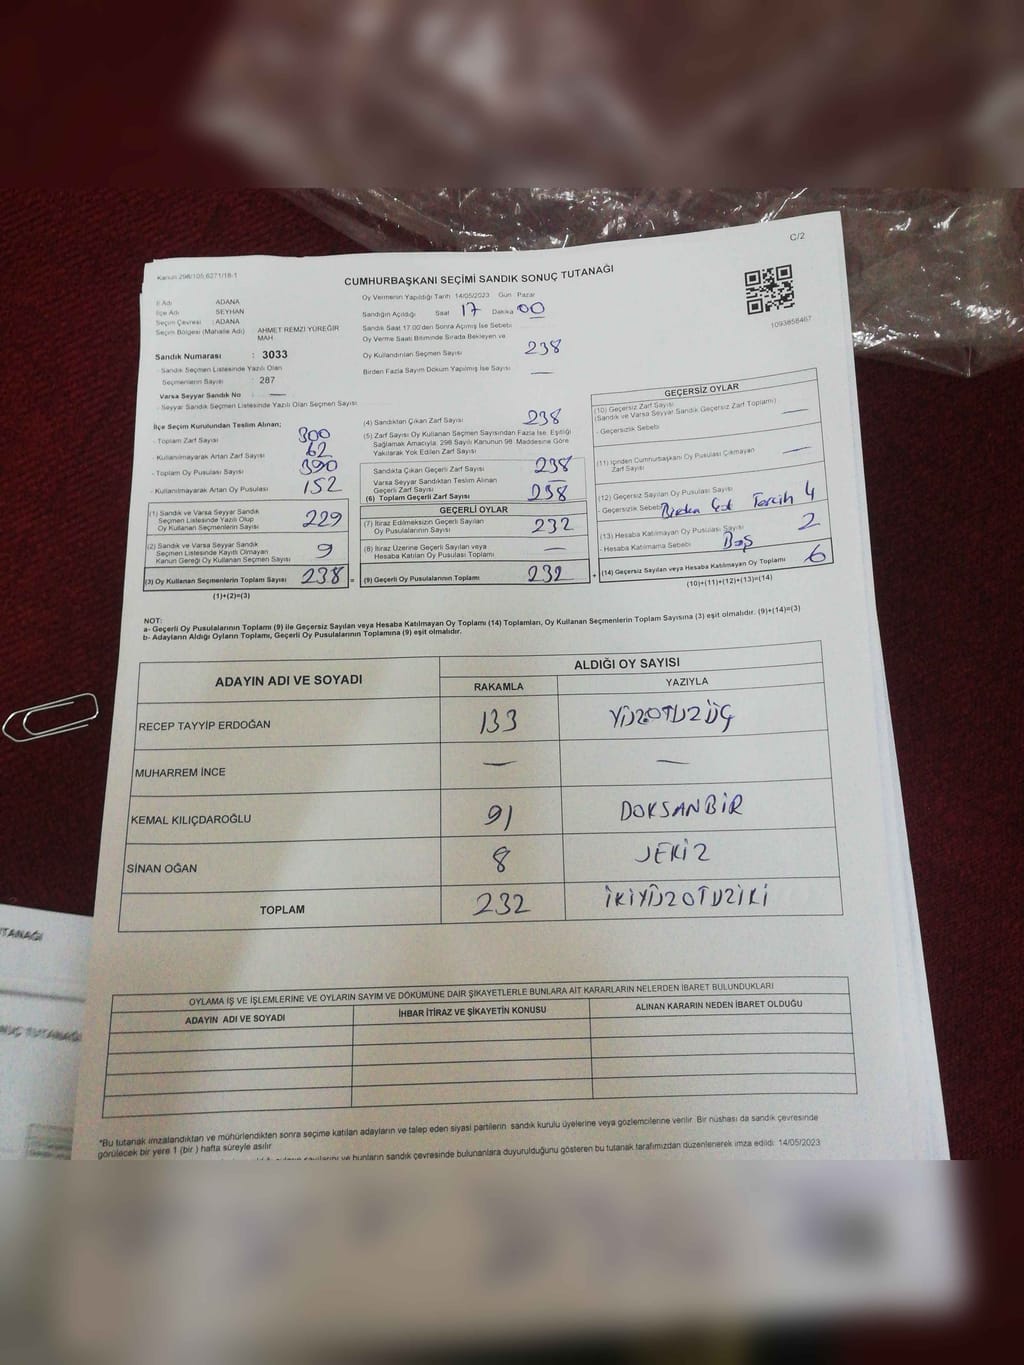 C/2
Kanun:298/105,6271/18-1
CUMHURBAŞKANI SEÇİMİ SANDIK SONUÇ TUTANAĞI
1093858467
İl Adı ADANA
İlçe Adı SEYHAN
Seçim Çevresi : ADANA
Seçim Bölgesi (Mahalle Adı) AHMET REMZİ YÜREĞİR MAH
Sandık Numarası : 3033
- Sandık Seçmen Listesinde Yazılı Olan
Seçmenlerin Sayısı : 287
Varsa Seyyar Sandık No : —
- Seyyar Sandık Seçmen Listesinde Yazılı Olan Seçmen Sayısı
Oy Vermenin Yapıldığı Tarih 14/05/2023 Gün Pazar
Sandığın Açıldığı Saat 17 Dakika 00
Sandık Saat 17.00'den Sonra Açımış İse Sebebi
Oy Verme Saati Bitiminde Sırada Bekleyen ve
Oy Kullandırılan Seçmen Sayısı 238
Birden Fazla Sayım Döküm Yapılmış İse Sayısı —
İlçe Seçim Kurulundan Teslim Alınan;
- Toplam Zarf Sayısı 300
- Kullanılmayarak Artan Zarf Sayısı 62
- Toplam Oy Pusulası Sayısı 390
- Kullanılmayarak Artan Oy Pusulası 152
(1) Sandık ve Varsa Seyyar Sandık
Seçmen Listesinde Yazılı Olup
Oy Kullanan Seçmenlerin Sayısı 229
(2) Sandık ve Varsa Seyyar Sandık
Seçmen Listesinde Kayıtlı Olmayan
Kanun Gereği Oy Kullanan Seçmen Sayısı 9
(3) Oy Kullanan Seçmenlerin Toplam Sayısı 238 =
(1)+(2)=(3)
(4) Sandıktan Çıkan Zarf Sayısı 238
(5) Zarf Sayısı Oy Kullanan Seçmen Sayısından Fazla İse, Eşitliği
Sağlamak Amacıyla; 298 Sayılı Kanunun 98. Maddesine Göre
Yakılarak Yok Edilen Zarf Sayısı
Sandıkta Çıkan Geçerli Zarf Sayısı 238
Varsa Seyyar Sandıktan Teslim Alınan
Geçerli Zarf Sayısı —
(6) Toplam Geçerli Zarf Sayısı 238
GEÇERLİ OYLAR
(7) İtiraz Edilmeksizin Geçerli Sayılan
Oy Pusulalarının Sayısı 232
(8) İtiraz Üzerine Geçerli Sayılan veya
Hesaba Katılan Oy Pusulası Toplamı —
(9) Geçerli Oy Pusulalarının Toplamı 232 +
GEÇERSİZ OYLAR
(10) Geçersiz Zarf Sayısı
(Sandık ve Varsa Seyyar Sandık Geçersiz Zarf Toplamı) —
- Geçersizlik Sebebi
(11) İçinden Cumhurbaşkanı Oy Pusulası Çıkmayan
Zarf Sayısı —
(12) Geçersiz Sayılan Oy Pusulası Sayısı 4
- Geçersizlik Sebebi Birden Çok Tercih
(13) Hesaba Katılmayan Oy Pusulası Sayısı 2
- Hesaba Katılmama Sebebi Boş
(14) Geçersiz Sayılan veya Hesaba Katılmayan Oy Toplamı 6
(10)+(11)+(12)+(13)=(14)
NOT:
a- Geçerli Oy Pusulalarının Toplamı (9) ile Geçersiz Sayılan veya Hesaba Katılmayan Oy Toplamı (14) Toplamları, Oy Kullanan Seçmenlerin Toplam Sayısına (3) eşit olmalıdır. (9)+(14)=(3)
b- Adayların Aldığı Oyların Toplamı, Geçerli Oy Pusulalarının Toplamına (9) eşit olmalıdır.
ADAYIN ADI VE SOYADI ALDIĞI OY SAYISI
RAKAMLA YAZIYLA
RECEP TAYYİP ERDOĞAN 133 YÜZOTUZÜÇ
MUHARREM İNCE — —
KEMAL KILIÇDAROĞLU 91 DOKSANBİR
SİNAN OĞAN 8 SEKİZ
TOPLAM 232 İKİYÜZOTUZİKİ
OYLAMA İŞ VE İŞLEMLERİNE VE OYLARIN SAYIM VE DÖKÜMÜNE DAİR ŞİKAYETLERLE BUNLARA AİT KARARLARIN NELERDEN İBARET BULUNDUKLARI
ADAYIN ADI VE SOYADI İHBAR İTİRAZ VE ŞİKAYETİN KONUSU ALINAN KARARIN NEDEN İBARET OLDUĞU
*Bu tutanak imzalandıktan ve mühürlendikten sonra seçime katılan adayların ve talep eden siyasi partilerin sandık kurulu üyelerine veya gözlemcilerine verilir. Bir nüshası da sandık çevresinde
görülecek bir yere 1 (bir ) hafta süreyle asılır.
ve bunların sandık çevresinde bulunanlara duyurulduğunu gösteren bu tutanak tarafımızdan düzenlenerek imza edildi. 14/05/2023
TUTANAĞI
TUTANAĞI